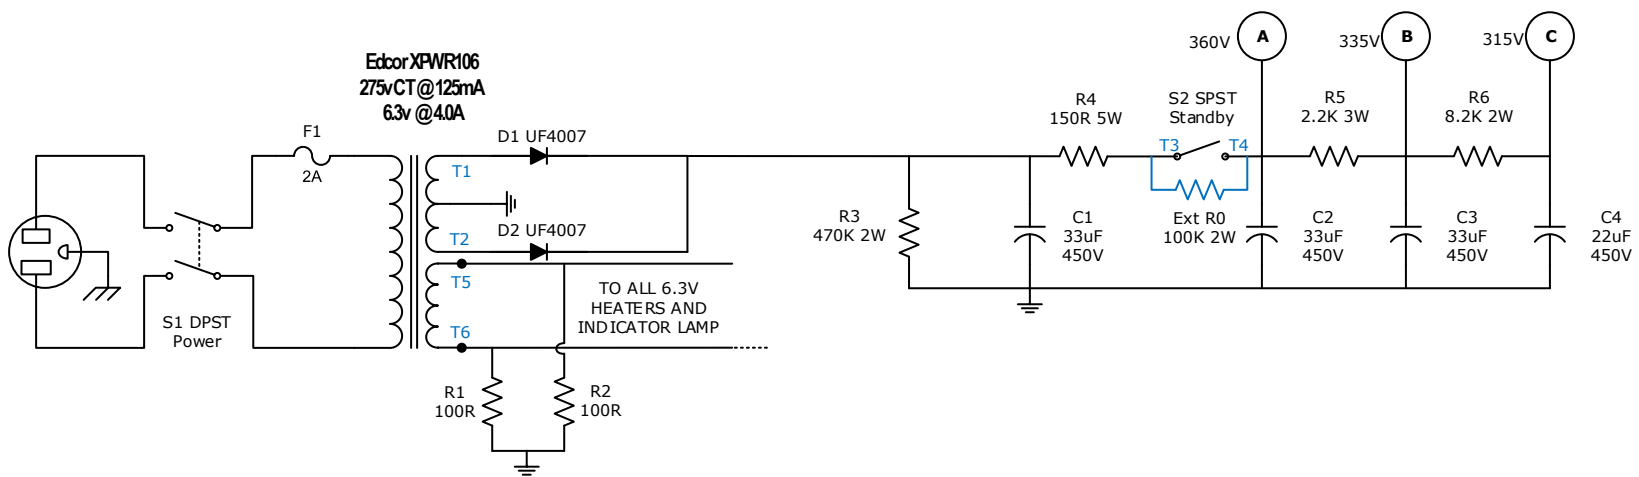 Edcor XPWR106
275vCT@125mA
6.3v @4.0A
F1
2A
S1 DPST
Power
D1 UF4007
T1
T2
D2 UF4007
T5
T6
TO ALL 6.3V
HEATERS AND
INDICATOR LAMP
R1
100R
R2
100R
R3
470K 2W
C1
33uF
450V
R4
150R 5W
S2 SPST
Standby
T3
T4
Ext R0
100K 2W
360V
A
C2
33uF
450V
R5
2.2K 3W
335V
B
C3
33uF
450V
R6
8.2K 2W
315V
C
C4
22uF
450V